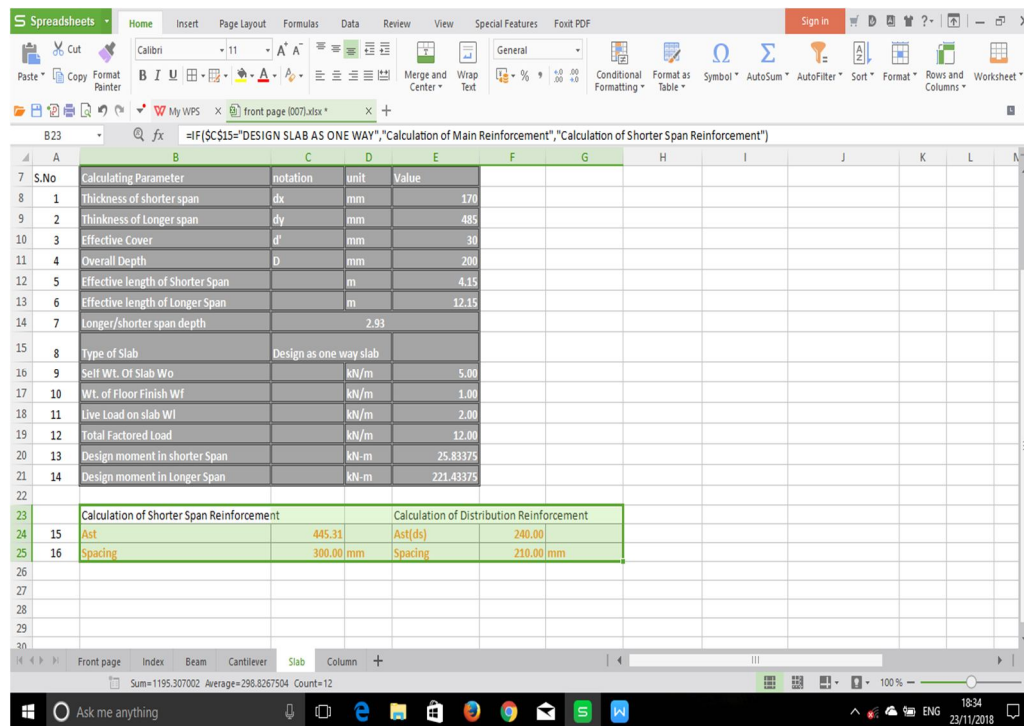 S Spreadsheets Home Insert Page Layout Formulas Data Review View Special Features Foxit PDF Sign in
Cut Calibri 11 General
Paste Copy Format Painter B I U Merge and Center Wrap Text Conditional Formatting Format as Table Symbol AutoSum AutoFilter Sort Format Rows and Columns Worksheet
My WPS front page (007).xlsx *
B23 fx =IF($C$15="DESIGN SLAB AS ONE WAY","Calculation of Main Reinforcement","Calculation of Shorter Span Reinforcement")
A B C D E F G H I J K L
7 S.No Calculating Parameter notation unit Value
8 1 Thickness of shorter span dx mm 170
9 2 Thinkness of Longer span dy mm 485
10 3 Effective Cover d' mm 30
11 4 Overall Depth D mm 200
12 5 Effective length of Shorter Span m 4.15
13 6 Effective length of Longer Span m 12.15
14 7 Longer/shorter span depth 2.93
15 8 Type of Slab Design as one way slab
16 9 Self Wt. Of Slab Wo kN/m 5.00
17 10 Wt. of Floor Finish Wf kN/m 1.00
18 11 Live Load on slab Wl kN/m 2.00
19 12 Total Factored Load kN/m 12.00
20 13 Design moment in shorter Span kN-m 25.83375
21 14 Design moment in Longer Span kN-m 221.43375
22
23 Calculation of Shorter Span Reinforcement Calculation of Distribution Reinforcement
24 15 Ast 445.31 Ast(ds) 240.00
25 16 Spacing 300.00 mm Spacing 210.00 mm
26
27
28
29
30
Front page Index Beam Cantilever Slab Column +
Sum=1195.307002 Average=298.8267504 Count=12 100 %
Ask me anything ENG 18:34
23/11/2018